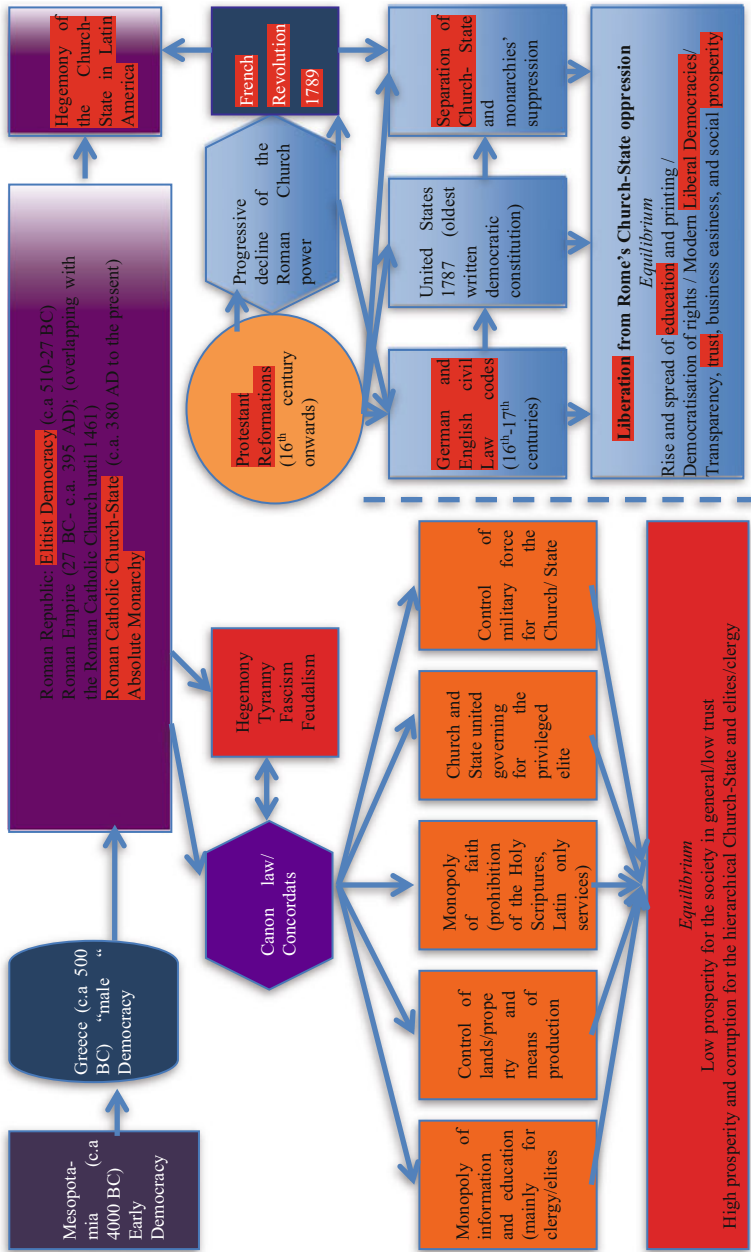 Mesopota-
mia (c.a
4000 BC)
Early
Democracy
Greece (c.a 500
BC) “male “
Democracy
Roman Republic: Elitist Democracy (c.a 510-27 BC)
Roman Empire (27 BC- c.a. 395 AD); (overlapping with
the Roman Catholic Church until 1461)
Roman Catholic Church-State (c.a. 380 AD to the present)
Absolute Monarchy
Hegemony of
the Church-
State in Latin
America
Canon law/
Concordats
Hegemony
Tyranny
Fascism
Feudalism
Protestant
Reformations
(16th century
onwards)
Progressive
decline of the
Roman Church
power
French
Revolution
1789
Monopoly of
information
and education
(mainly for
clergy/elites
Control of
lands/prope
rty and
means of
production
Monopoly
of faith
(prohibition
of the Holy
Scriptures,
Latin only
services)
Church and
State united
governing
for the
privileged
elite
Control of
military force
for the
Church/ State
German and
English civil
Law codes
(16th-17th
centuries)
United States
1787 (oldest
written
democratic
constitution)
Separation of
Church- State
and
monarchies’
suppression
Equilibrium
Low prosperity for the society in general/low trust
High prosperity and corruption for the hierarchical Church-State and elites/clergy
Liberation from Rome’s Church-State oppression
Equilibrium
Rise and spread of education and printing /
Democratisation of rights / Modern Liberal Democracies/
Transparency, trust, business easiness, and social prosperity